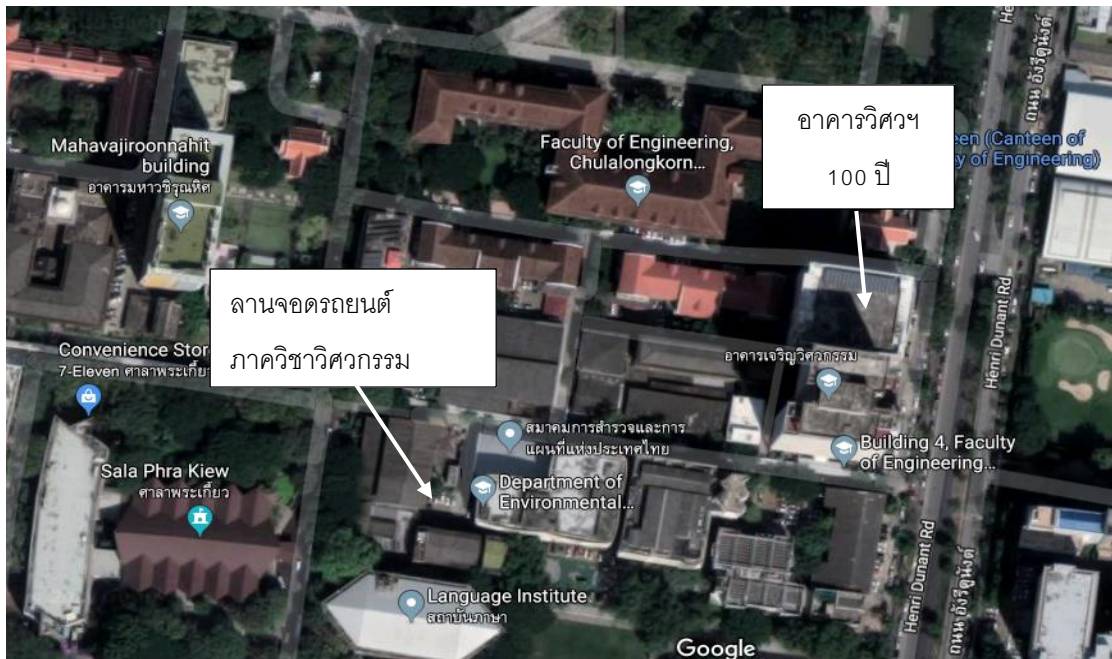 He
ถนน อังรีดูนังต์
อาคารวิศวฯ
100 ปี
Mahavajiroonnahit
building
อาคารมหาวชิรุณหิศ
Faculty of Engineering,
Chulalongkorn...
een (Canteen of
y of Engineering)
ลานจอดรถยนต์
ภาควิชาวิศวกรรม
Henri Dunant Rd
Convenience Stor
7-Eleven ศาลาพระเกี้ยว
อาคารเจริญวิศวกรรม
สมาคมการสำรวจและการ
แผนที่แห่งประเทศไทย
Building 4, Faculty
of Engineering...
Sala Phra Kiew
ศาลาพระเกี้ยว
Department of
Environmental...
Henri Dunant Rd
ถนน อังรีดูนังต์
Language Institute
สถาบันภาษา
Google